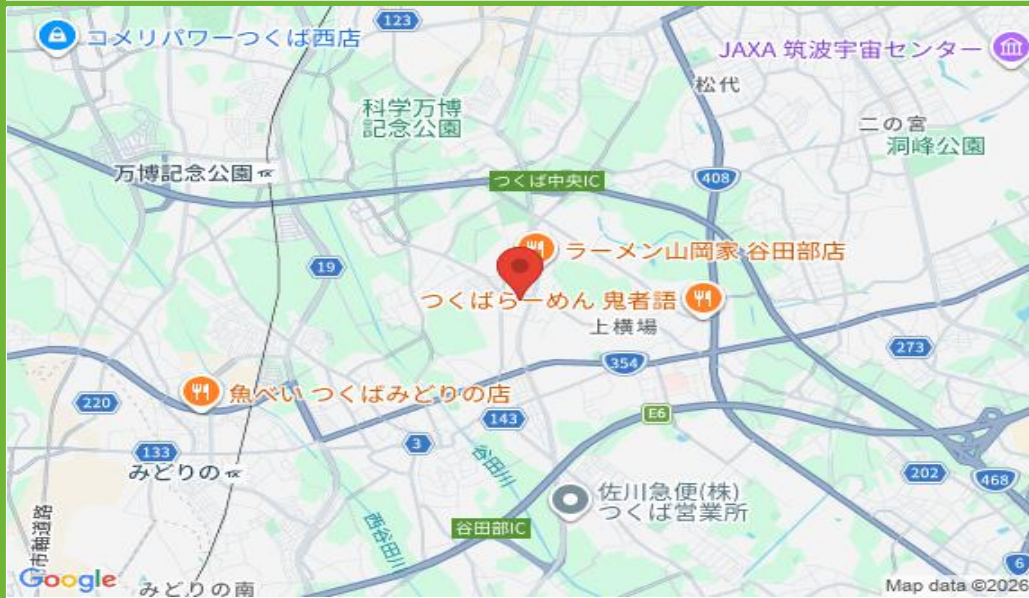 123
コメリパワーつくば西店
JAXA 筑波宇宙センター
松代
科学万博
記念公園
二の宮
洞峰公園
万博記念公園
つくば中央IC
408
ラーメン山岡家 谷田部店
19
つくばらーめん 鬼者語
上横場
273
354
魚べい つくばみどりの店
220
143
E6
3
133
みどりの
谷田川
202
468
佐川急便(株)
つくば営業所
谷田部IC
西谷田川
市軸道路
6
Google
みどりの南
Map data ©2026